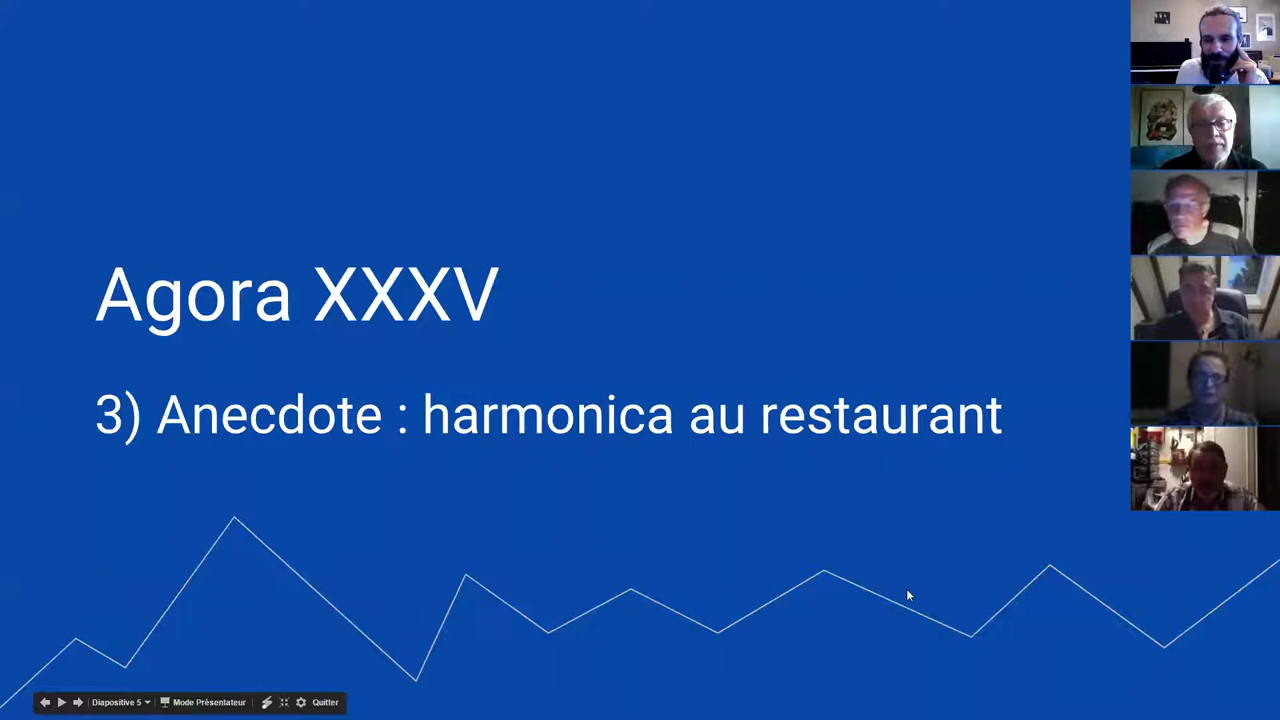 Agora XXXV
3) Anecdote : harmonica au restaurant
Diapositive 5
Mode Présentateur
Quitter